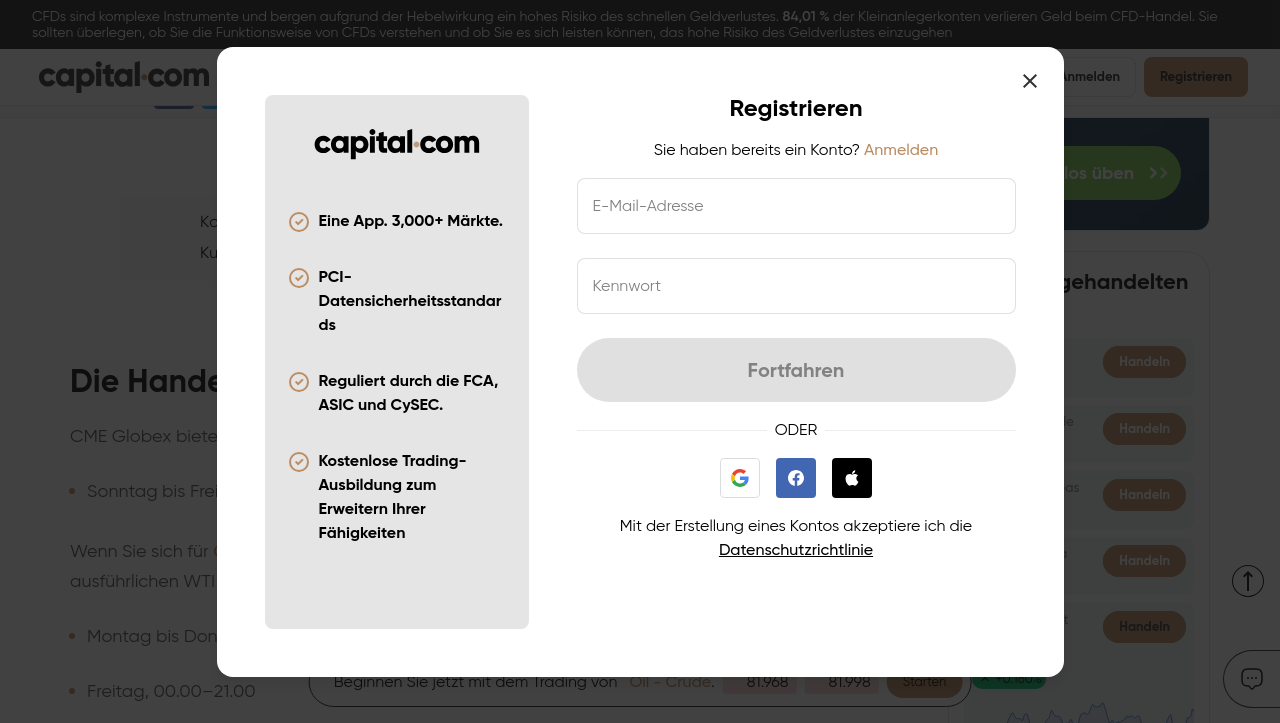 CFDs sind komplexe Instrumente und bergen aufgrund der Hebelwirkung ein hohes Risiko des schnellen Geldverlustes. 84,01 % der Kleinanlegerkonten verlieren Geld beim CFD-Handel. Sie
sollten überlegen, ob Sie die Funktionsweise von CFDs verstehen und ob Sie es sich leisten können, das hohe Risiko des Geldverlustes einzugehen
capital.com
Anmelden
Registrieren
capital.com
Eine App. 3,000+ Märkte.
PCI-
Datensicherheitsstandar
ds
Reguliert durch die FCA,
ASIC und CySEC.
Kostenlose Trading-
Ausbildung zum
Erweitern Ihrer
Fähigkeiten
Registrieren
Sie haben bereits ein Konto? Anmelden
E-Mail-Adresse
Kennwort
Fortfahren
ODER
Mit der Erstellung eines Kontos akzeptiere ich die
Datenschutzrichtlinie
los üben
gehandelten
Handeln
Handeln
Handeln
Handeln
Handeln
Die Hande
CME Globex biete
Sonntag bis Frei
Wenn Sie sich für
ausführlichen WTI
Montag bis Don
Freitag, 00.00–21.00
Beginnen Sie jetzt mit dem Trading von Oil - Crude.
81.968
81.998
Starten